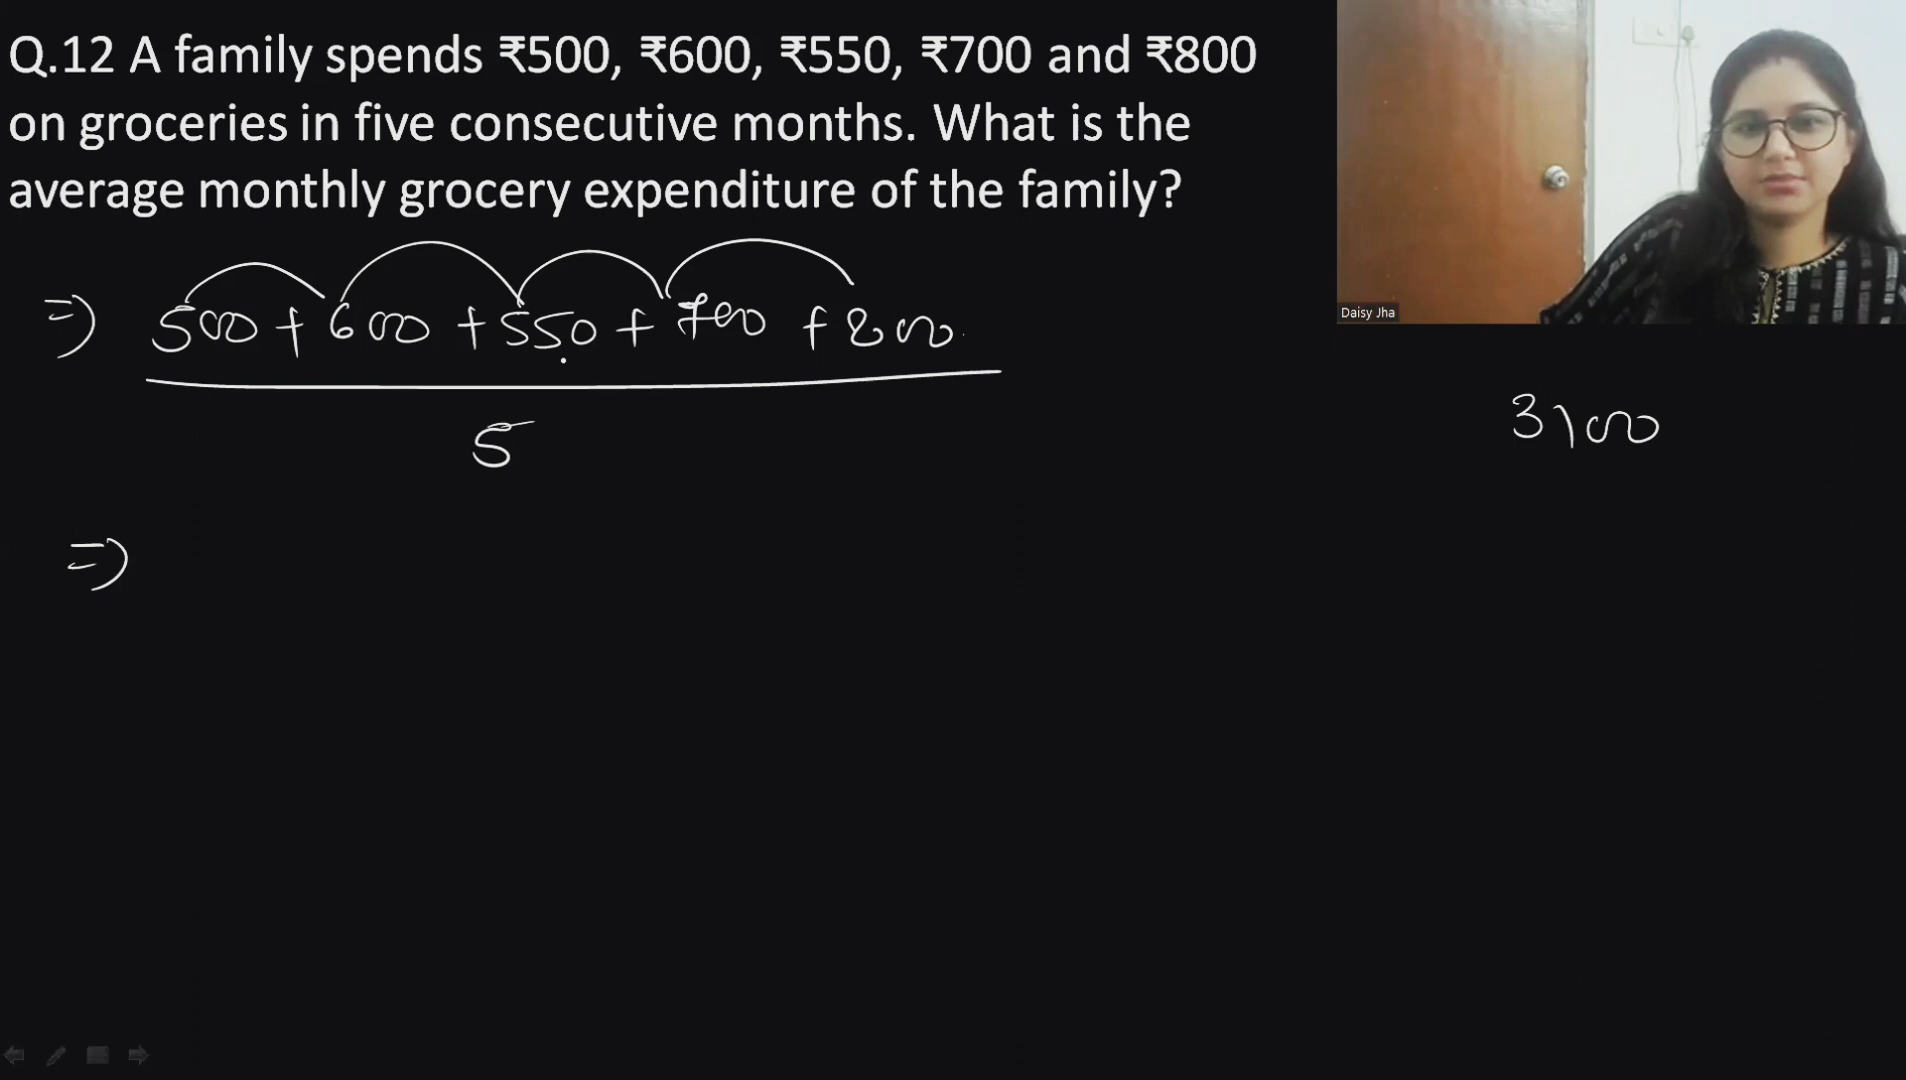 Q.12 A family spends ₹500, ₹600, ₹550, ₹700 and ₹800
on groceries in five consecutive months. What is the
average monthly grocery expenditure of the family?
Daisy Jha
=) 500 + 600 + 550 + 700 + 800
5
3100
=)